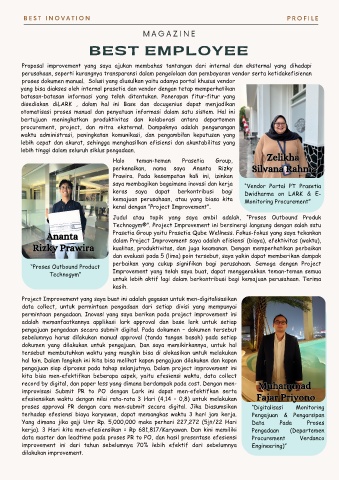 BEST INOVATION
PROFILE
MAGAZINE
BEST EMPLOYEE
Proposal improvement yang saya ajukan membahas tantangan dari internal dan eksternal yang dihadapi
perusahaan, seperti kurangnya transparansi dalam pengelolaan dan pembayaran vendor serta ketidakefisienan
proses dokumen manual. Solusi yang diusulkan yaitu adanya portal khusus vendor
yang bisa diakses oleh internal prasetia dan vendor dengan tetap memperhatikan
batasan-batasan informasi yang telah ditentukan. Penerapan fitur-fitur yang
disediakan diLARK , dalam hal ini Base dan docugenius dapat menjadikan
otomatisasi proses manual dan penyatuan informasi dalam satu sistem. Hal ini
bertujuan meningkatkan produktivitas dan kolaborasi antara departemen
procurement, project, dan mitra eksternal. Dampaknya adalah pengurangan
waktu administrasi, peningkatan komunikasi, dan pengambilan keputusan yang
lebih cepat dan akurat, sehingga menghasilkan efisiensi dan akuntabilitas yang
lebih tinggi dalam seluruh siklus pengadaan.
Zelikha
Silvana Rahmi
"Vendor Portal PT Prasetia
Dwidharma on LARK & E-
Monitoring Procurement"
Halo teman-teman Prasetia Group,
perkenalkan, nama saya Ananta Rizky
Prawira. Pada kesempatan kali ini, izinkan
saya membagikan bagaimana inovasi dan kerja
keras saya dapat berkontribusi bagi
kemajuan perusahaan, atau yang biasa kita
kenal dengan "Project Improvement".
Ananta
Rizky Prawira
"Proses Outbound Product
Technogym"
Judul atau topik yang saya ambil adalah, "Proses Outbound Produk
Technogym®". Project Improvement ini bersinergi langsung dengan salah satu
Prasetia Group yaitu Prasetia Qube Wellness. Fokus-fokus yang saya tekankan
dalam Project Improvement saya adalah efisiensi (biaya), efektivitas (waktu),
kualitas, produktivitas, dan juga keamanan. Dengan memperhatikan perbaikan
dan evaluasi pada 5 (lima) poin tersebut, saya yakin dapat memberikan dampak
perbaikan yang cukup signifikan bagi perusahaan. Semoga dengan Project
Improvement yang telah saya buat, dapat menggerakkan teman-teman semua
untuk lebih aktif lagi dalam berkontribusi bagi kemajuan perusahaan. Terima
kasih.
Project Improvement yang saya buat ini adalah gagasan untuk men-digitalisasikan
data collect, untuk permintaan pengadaan dari setiap divisi yang mempunyai
permintaan pengadaan. Inovasi yang saya berikan pada project improvement ini
adalah memanfaatkannya aplikasi lark approval dan base lark untuk setiap
pengajuan pengadaan secara submit digital. Pada dokumen - dokumen tersebut
sebelumnya harus dilakukan manual approval (tanda tangan basah) pada setiap
dokumen yang dilakukan untuk pengajuan. Dan saya memikirkannya, untuk hal
tersebut membutuhkan waktu yang mungkin bisa di alokasikan untuk melakukan
hal lain. Dalam langkah ini kita bisa melihat kapan pengajuan dilakukan dan kapan
pengajuan siap diproses pada tahap selanjutnya. Dalam project improvement ini
kita bisa men-efektifkan beberapa aspek, yaitu efesiensi waktu, data collect
record by digital, dan paper less yang dimana berdampak pada cost. Dengan men-
improvisasi Submit PR to PO dengan Lark ini dapat men-efektifkan serta
efesiensikan waktu dengan nilai rata-rata 3 Hari (4,14 ÷ 0,8) untuk melakukan
proses approval PR dengan cara men-submit secara digital. Jika Diasumsikan
terhadap efesiensi biaya karyawan, dapat memangkas waktu 3 hari jam kerja.
Yang dimana jika gaji Umr Rp. 5,000,000 maka perhari 227,272 (5jt/22 Hari
kerja). 3 Hari kita men-efesiensikan = Rp 681,817/Karyawan. Dan kini memiliki
data master dan leadtime pada proses PR to PO, dan hasil presentase efesiensi
improvement ini dari tahun sebelumnya 70% lebih efektif dari sebelumnya
dilakukan improvement.
Muhammad
Fajar Priyono
"Digitalisasi Monitoring
Pengajuan & Pengarsipan
Data Pada Proses
Pengadaan (Departemen
Procurement Verdanco
Engineering)"